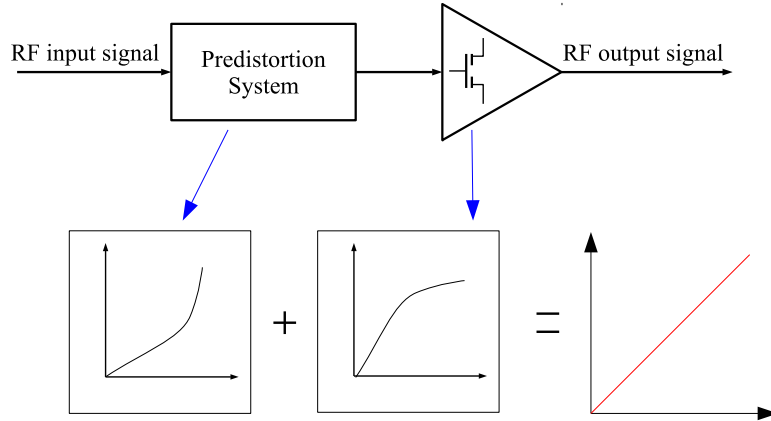 RF input signal
Predistortion
System
RF output signal
+
=